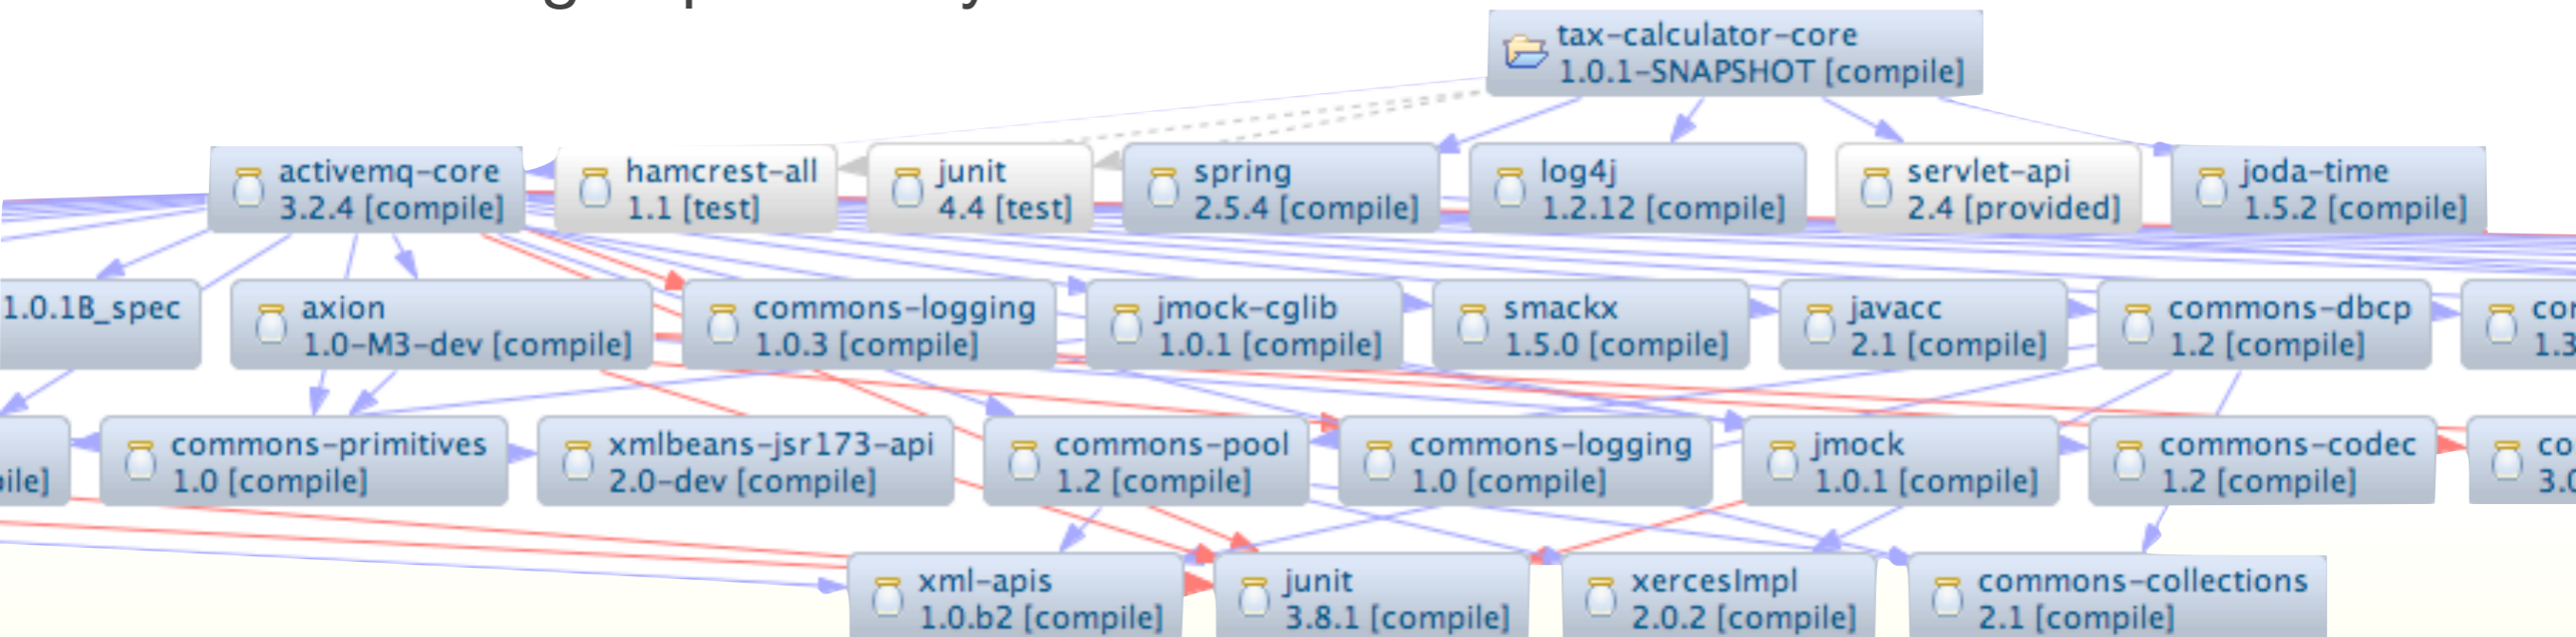 tax-calculator-core
1.0.1-SNAPSHOT [compile]
activemq-core
3.2.4 [compile]
hamcrest-all
1.1 [test]
junit
4.4 [test]
spring
2.5.4 [compile]
log4j
1.2.12 [compile]
servlet-api
2.4 [provided]
joda-time
1.5.2 [compile]
1.0.1B_spec
axion
1.0-M3-dev [compile]
commons-logging
1.0.3 [compile]
jmock-cglib
1.0.1 [compile]
smackx
1.5.0 [compile]
javacc
2.1 [compile]
commons-dbcp
1.2 [compile]
commons-primitives
1.0 [compile]
xmlbeans-jsr173-api
2.0-dev [compile]
commons-pool
1.2 [compile]
commons-logging
1.0 [compile]
jmock
1.0.1 [compile]
commons-codec
1.2 [compile]
xml-apis
1.0.b2 [compile]
junit
3.8.1 [compile]
xercesImpl
2.0.2 [compile]
commons-collections
2.1 [compile]